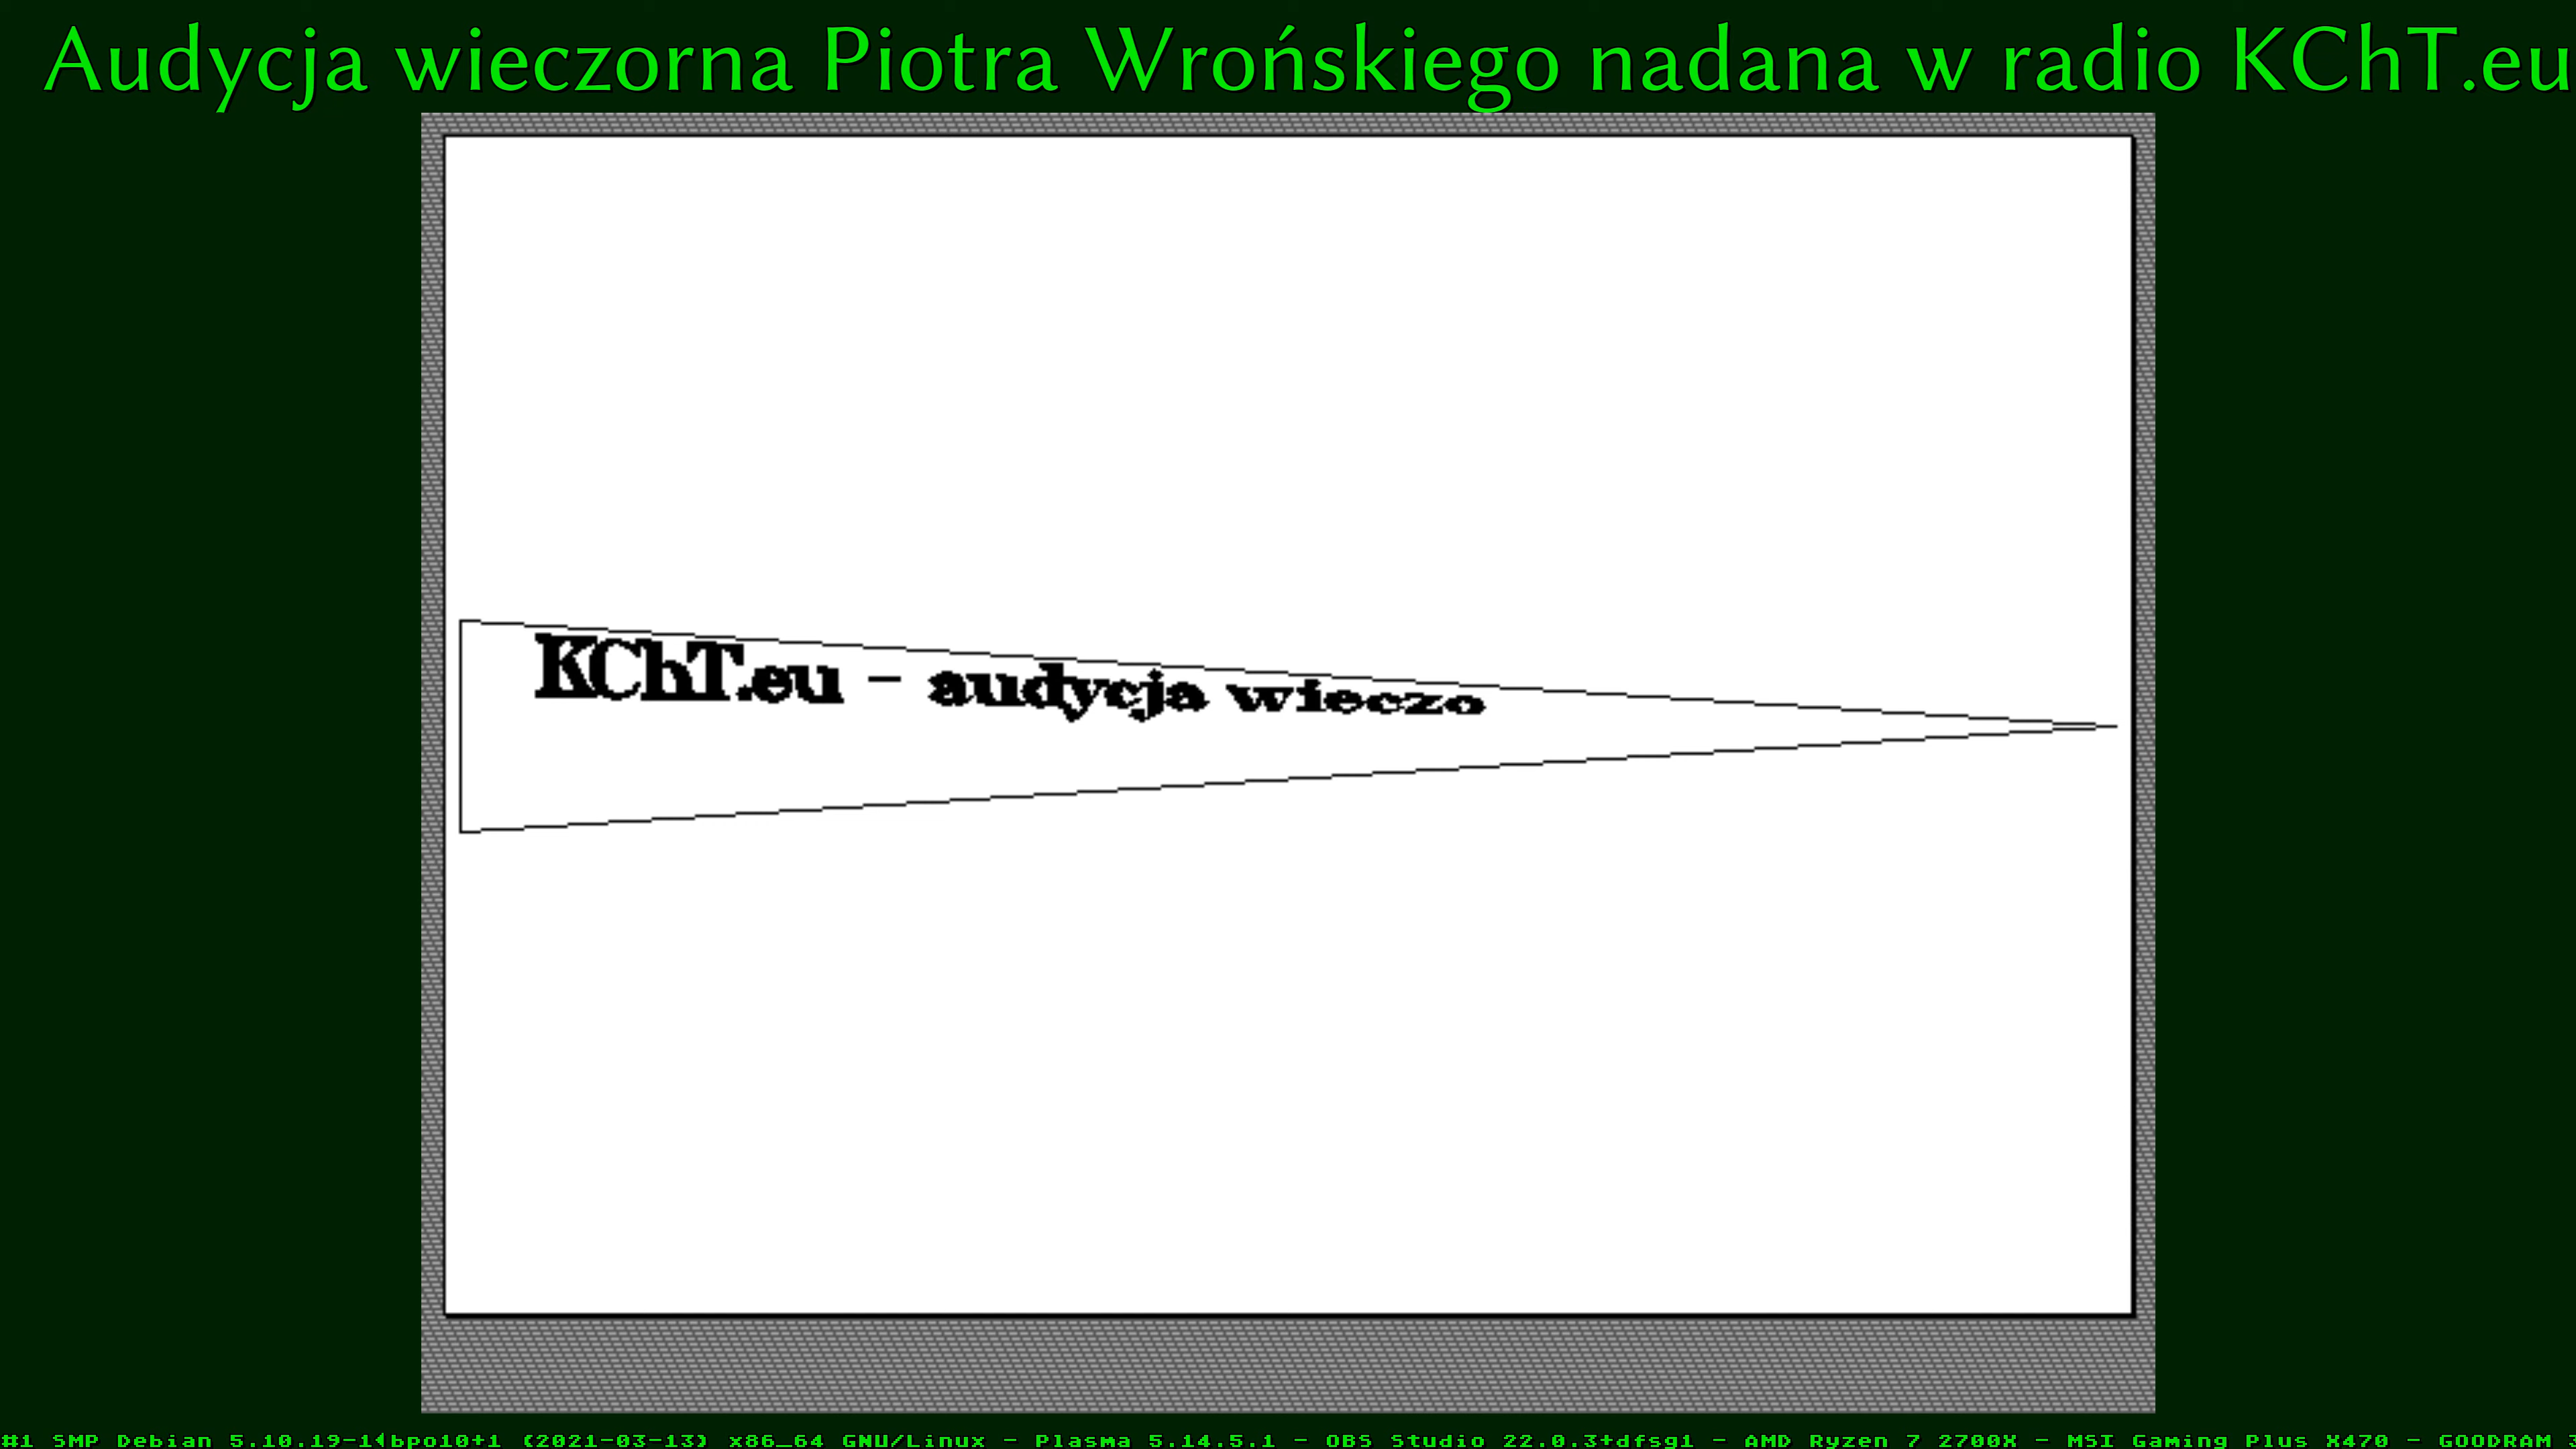 Audycja wieczorna Piotra Wrońskiego nadana w radio KChT.eu
KChT.eu - audycja wieczo
#1 SMP Debian 5.10.19-1~bpo10+1 (2021-03-13) x86_64 GNU/Linux - Plasma 5.14.5.1 - OBS Studio 22.0.3+dfsg1 - AMD Ryzen 7 2700X - MSI Gaming Plus X470 - GOODRAM